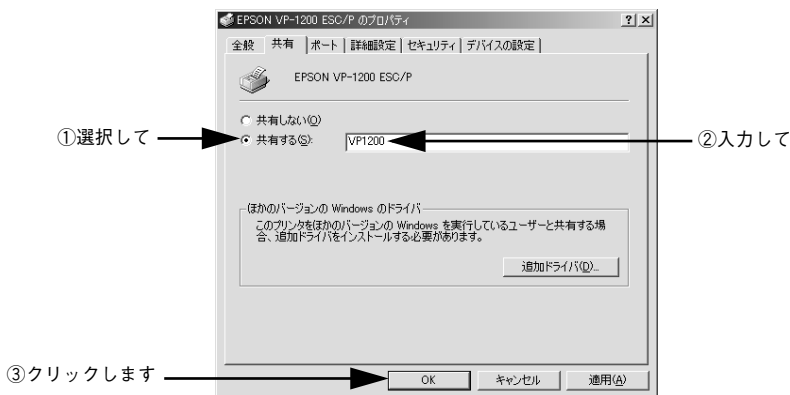 EPSON VP-1200 ESC/P のプロパティ
全般 共有 ポート 詳細設定 セキュリティ デバイスの設定
EPSON VP-1200 ESC/P
共有しない(O)
①選択して 共有する(S): VP1200 ②入力して
ほかのバージョンの Windows のドライバ
このプリンタをほかのバージョンの Windows を実行しているユーザーと共有する場
合、追加ドライバをインストールする必要があります。
追加ドライバ(D)...
③クリックします OK キャンセル 適用(A)